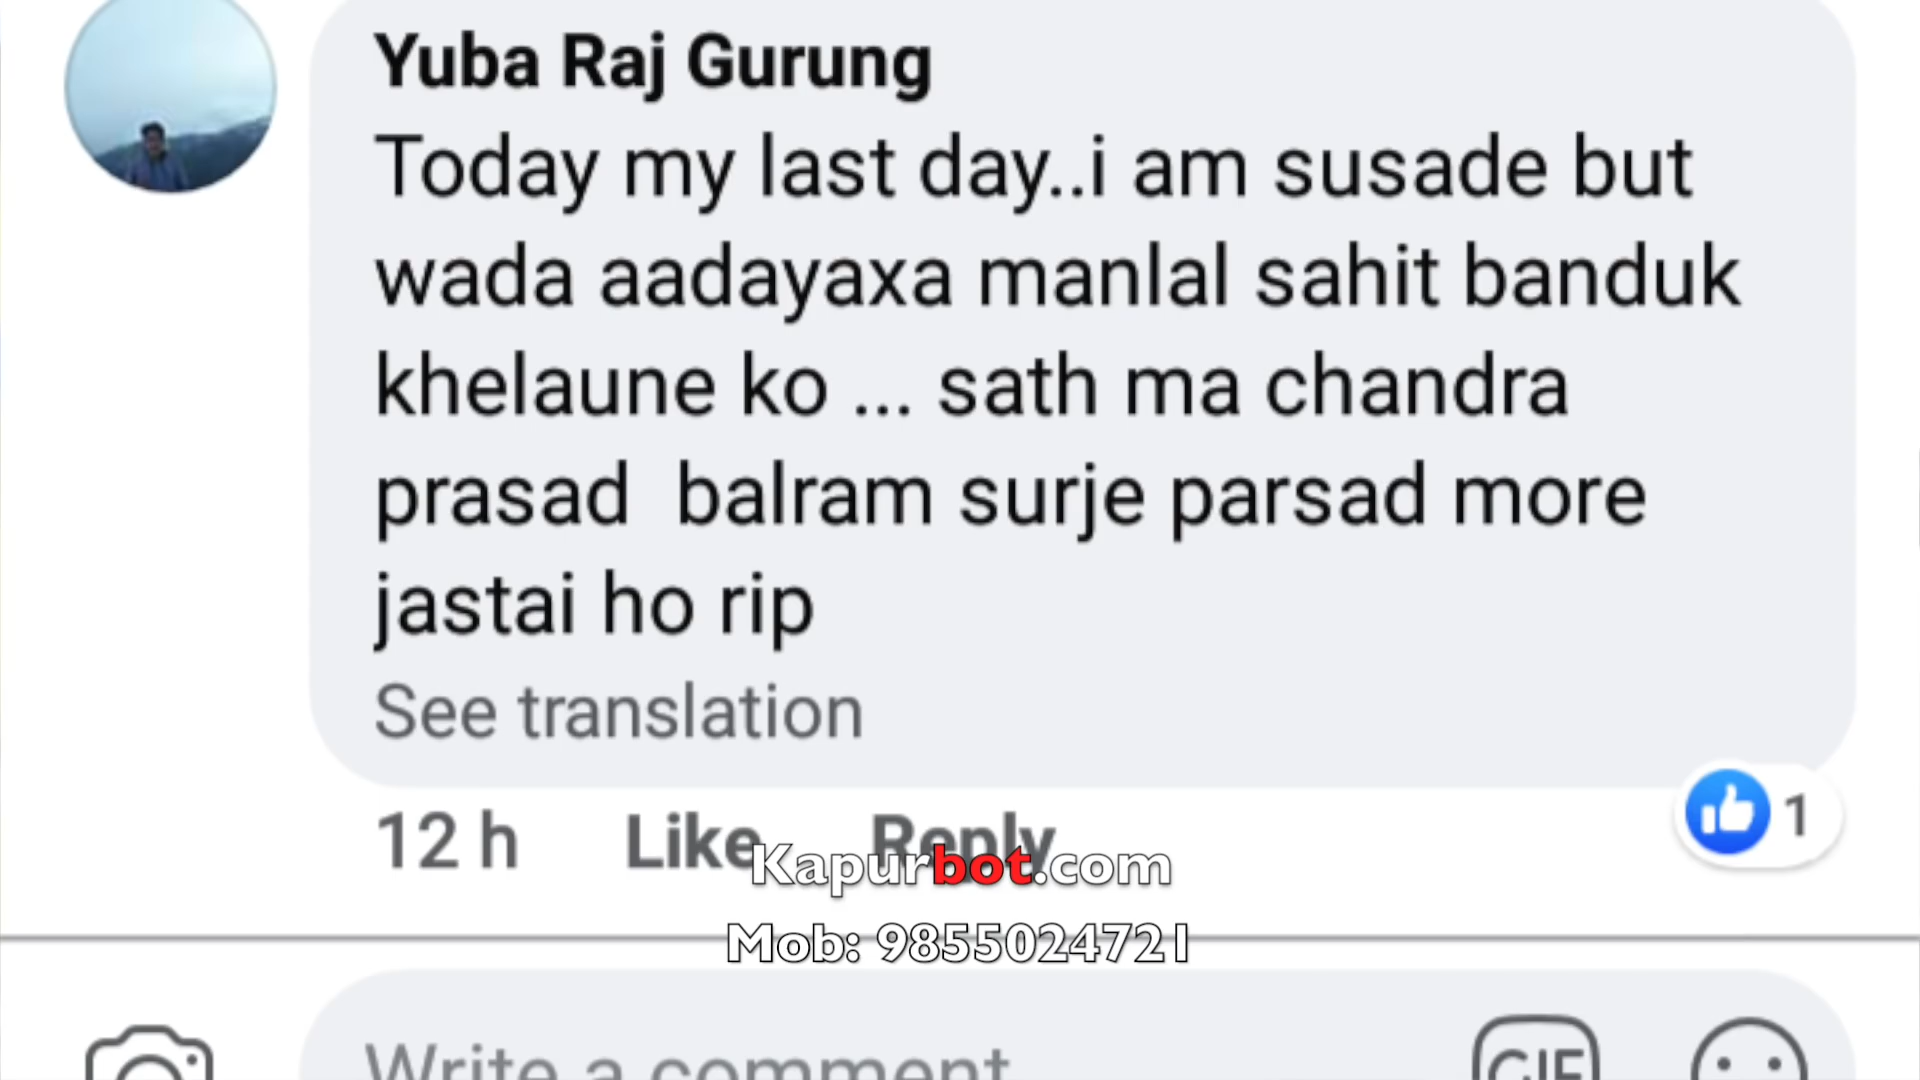 Yuba Raj Gurung
Today my last day..i am susade but
wada aadayaxa manlal sahit banduk
khelaune ko ... sath ma chandra
prasad  balram surje parsad more
jastai ho rip
See translation
12 h Like Reply 1
Kapurbot.com
Mob: 9855024721
Write a comment
GIF